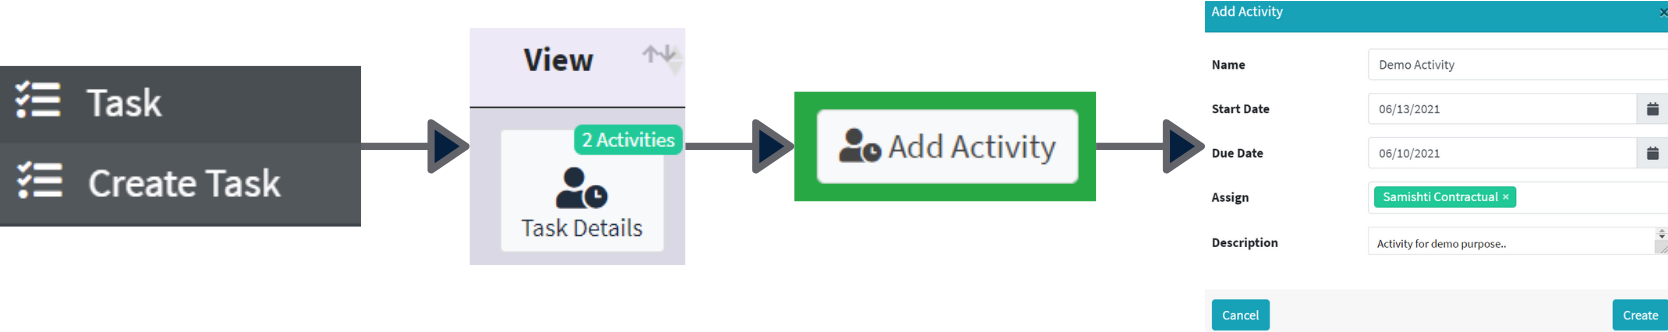 Task
Create Task
View
2 Activities
Task Details
Add Activity
Add Activity ×
Name Demo Activity
Start Date 06/13/2021
Due Date 06/10/2021
Assign Samishti Contractual ×
Description Activity for demo purpose..
Cancel Create